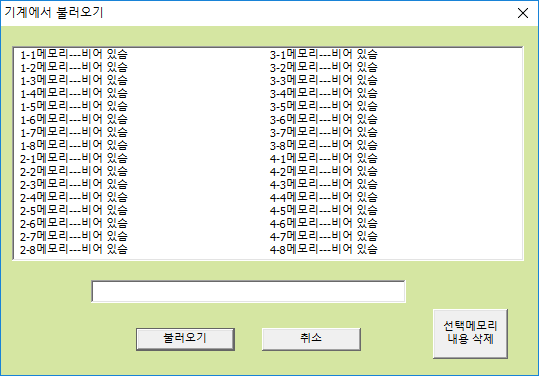 기계에서 불러오기
1-1메모리---비어 있슴
1-2메모리---비어 있슴
1-3메모리---비어 있슴
1-4메모리---비어 있슴
1-5메모리---비어 있슴
1-6메모리---비어 있슴
1-7메모리---비어 있슴
1-8메모리---비어 있슴
2-1메모리---비어 있슴
2-2메모리---비어 있슴
2-3메모리---비어 있슴
2-4메모리---비어 있슴
2-5메모리---비어 있슴
2-6메모리---비어 있슴
2-7메모리---비어 있슴
2-8메모리---비어 있슴
3-1메모리---비어 있슴
3-2메모리---비어 있슴
3-3메모리---비어 있슴
3-4메모리---비어 있슴
3-5메모리---비어 있슴
3-6메모리---비어 있슴
3-7메모리---비어 있슴
3-8메모리---비어 있슴
4-1메모리---비어 있슴
4-2메모리---비어 있슴
4-3메모리---비어 있슴
4-4메모리---비어 있슴
4-5메모리---비어 있슴
4-6메모리---비어 있슴
4-7메모리---비어 있슴
4-8메모리---비어 있슴
불러오기
취소
선택메모리
내용 삭제